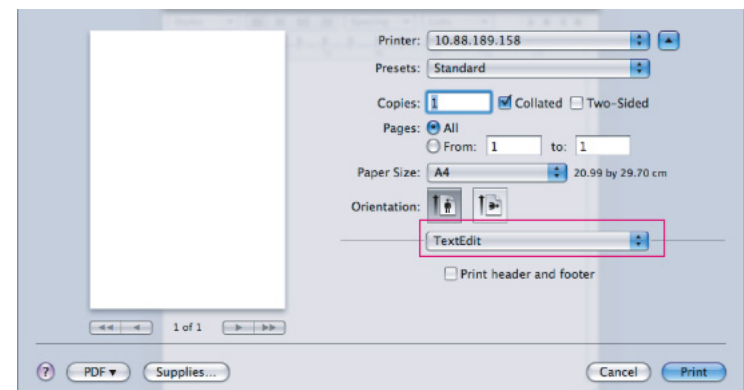 Printer: 10.88.189.158
Presets: Standard
Copies: 1 Collated Two-Sided
Pages: All
From: 1 to: 1
Paper Size: A4 20.99 by 29.70 cm
Orientation:
TextEdit
Print header and footer
1 of 1
? PDF Supplies... Cancel Print